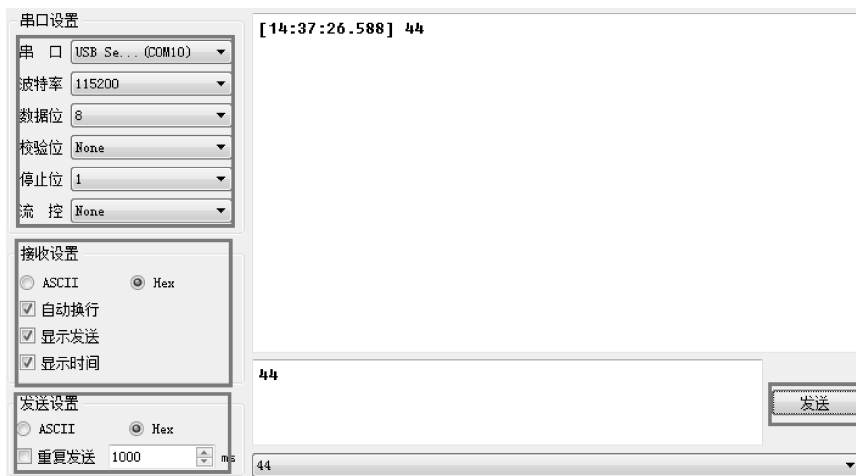 串口设置
串 口 USB Se... (COM10)
波特率 115200
数据位 8
校验位 None
停止位 1
流 控 None
接收设置
ASCII Hex
自动换行
显示发送
显示时间
发送设置
ASCII Hex
重复发送 1000 ms
[14:37:26.588] 44
44
发送
44